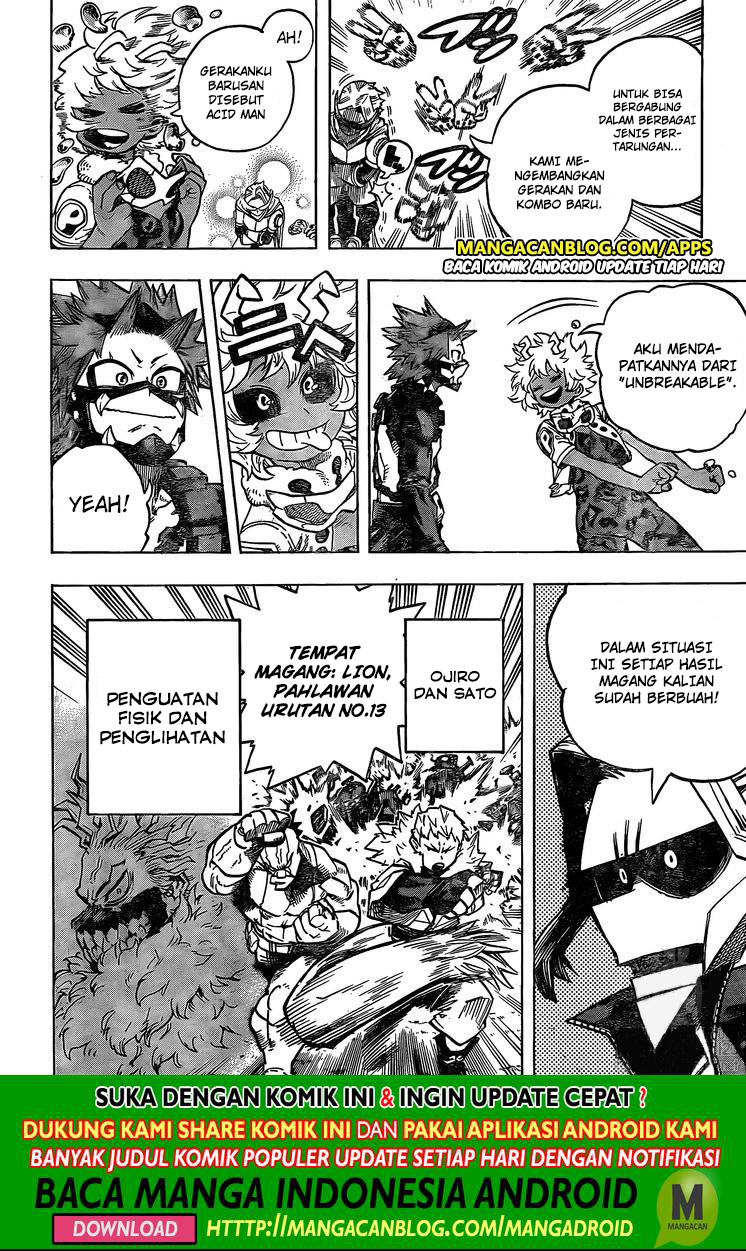 UNTUK BISA
BERGABUNG
DALAM BERBAGAI
JENIS PER-
TARUNGAN...
KAMI ME-
NGEMBANGKAN
GERAKAN DAN
KOMBO BARU.
AH!
GERAKANKU
BARUSAN
DISEBUT
ACID MAN
MANGACANBLOG.COM/APPS
BACA KOMIK ANDROID UPDATE TIAP HARI
AKU MENDA-
PATKANNYA DARI
"UNBREAKABLE".
YEAH!
DALAM SITUASI
INI SETIAP HASIL
MAGANG KALIAN
SUDAH BERBUAH!
OJIRO
DAN SATO
TEMPAT
MAGANG: LION,
PAHLAWAN
URUTAN NO.13
PENGUATAN
FISIK DAN
PENGLIHATAN
MANGACAN
SUKA DENGAN KOMIK INI & INGIN UPDATE CEPAT ?
DUKUNG KAMI SHARE KOMIK INI DAN PAKAI APLIKASI ANDROID KAMI
BANYAK JUDUL KOMIK POPULER UPDATE SETIAP HARI DENGAN NOTIFIKASI
BACA MANGA INDONESIA ANDROID
DOWNLOAD HTTTP://MANGACANBLOG.COM/MANGADROID
M
MANGACAN